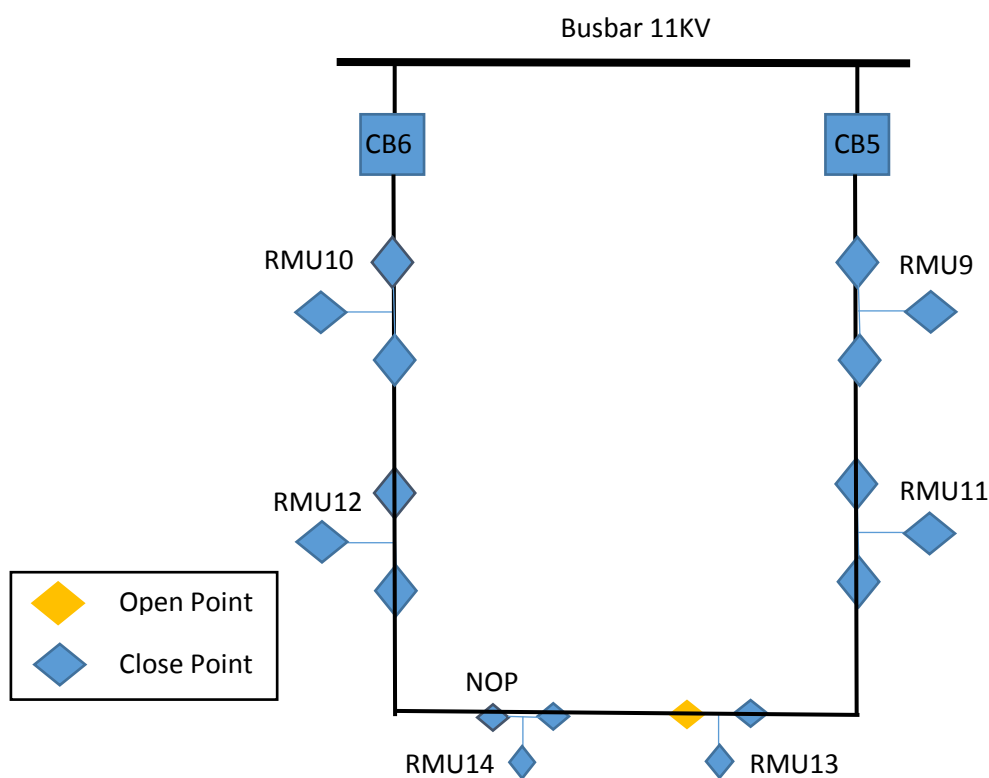 Busbar 11KV
CB6
CB5
RMU10
RMU9
RMU12
RMU11
Open Point
Close Point
NOP
RMU14
RMU13